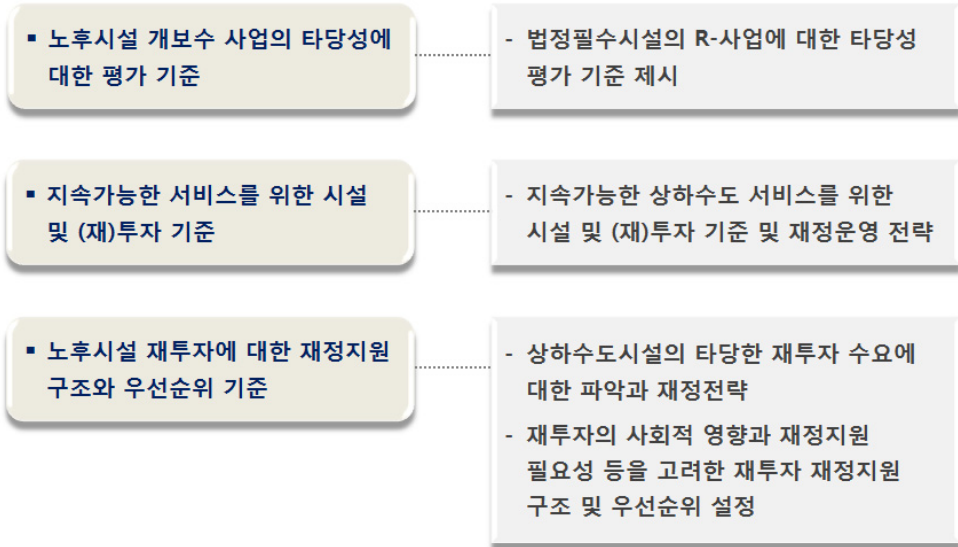 ▪ 노후시설 개보수 사업의 타당성에
대한 평가 기준
- 법정필수시설의 R-사업에 대한 타당성
평가 기준 제시
▪ 지속가능한 서비스를 위한 시설
및 (재)투자 기준
- 지속가능한 상하수도 서비스를 위한
시설 및 (재)투자 기준 및 재정운영 전략
▪ 노후시설 재투자에 대한 재정지원
구조와 우선순위 기준
- 상하수도시설의 타당한 재투자 수요에
대한 파악과 재정전략
- 재투자의 사회적 영향과 재정지원
필요성 등을 고려한 재투자 재정지원
구조 및 우선순위 설정